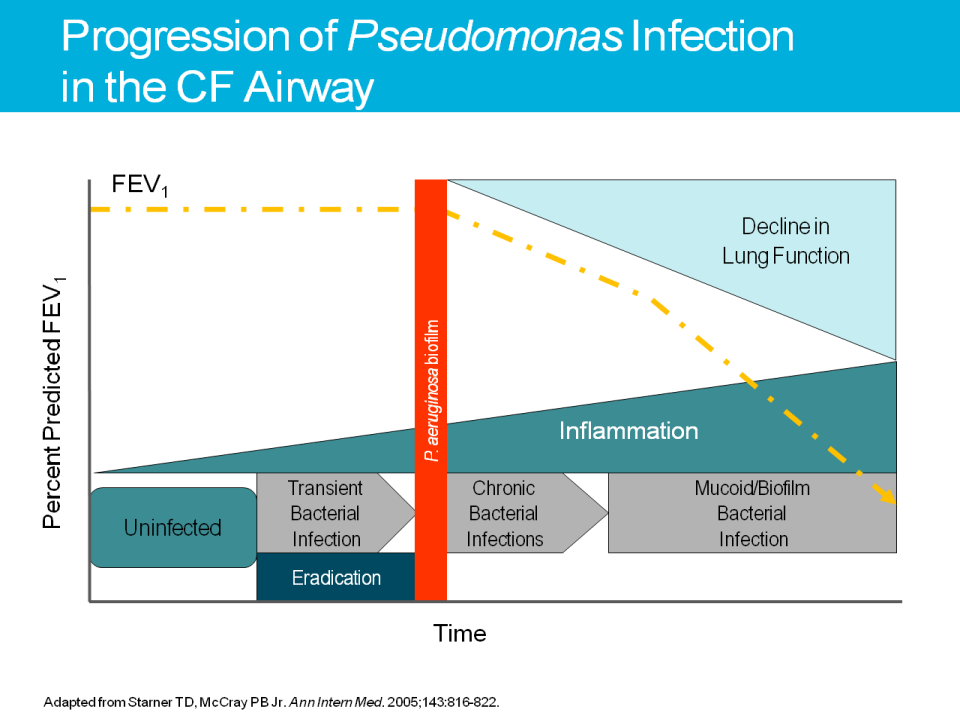 Progression of Pseudomonas Infection
in the CF Airway
FEV1
Decline in
Lung Function
Percent Predicted FEV1
P. aeruginosa biofilm
Inflammation
Uninfected
Transient
Bacterial
Infection
Chronic
Bacterial
Infections
Mucoid/Biofilm
Bacterial
Infection
Eradication
Time
Adapted from Starner TD, McCray PB Jr. Ann Intern Med. 2005;143:816-822.